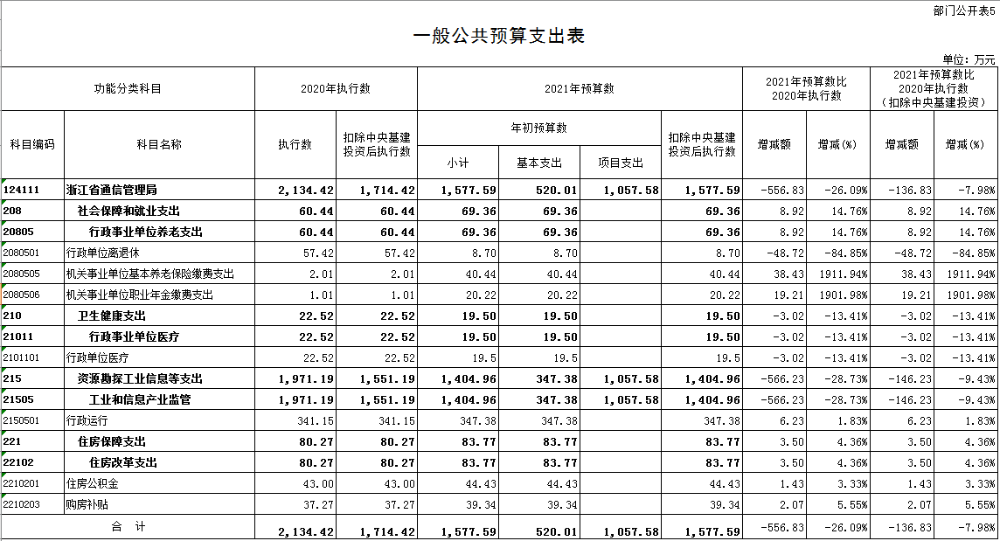 部门公开表5
一般公共预算支出表
单位：万元
功能分类科目 2020年执行数 2021年预算数 2021年预算数比 2020年执行数 2021年预算数比 2020年执行数 （扣除中央基建投资）
科目编码 科目名称 执行数 扣除中央基建 投资后执行数 年初预算数 扣除中央基建 投资后执行数 增减额 增减(%) 增减额 增减(%)
小计 基本支出 项目支出
124111 浙江省通信管理局 2,134.42 1,714.42 1,577.59 520.01 1,057.58 1,577.59 -556.83 -26.09% -136.83 -7.98%
208 社会保障和就业支出 60.44 60.44 69.36 69.36 69.36 8.92 14.76% 8.92 14.76%
20805 行政事业单位养老支出 60.44 60.44 69.36 69.36 69.36 8.92 14.76% 8.92 14.76%
2080501 行政单位离退休 57.42 57.42 8.70 8.70 8.70 -48.72 -84.85% -48.72 -84.85%
2080505 机关事业单位基本养老保险缴费支出 2.01 2.01 40.44 40.44 40.44 38.43 1911.94% 38.43 1911.94%
2080506 机关事业单位职业年金缴费支出 1.01 1.01 20.22 20.22 20.22 19.21 1901.98% 19.21 1901.98%
210 卫生健康支出 22.52 22.52 19.50 19.50 19.50 -3.02 -13.41% -3.02 -13.41%
21011 行政事业单位医疗 22.52 22.52 19.50 19.50 19.50 -3.02 -13.41% -3.02 -13.41%
2101101 行政单位医疗 22.52 22.52 19.5 19.5 19.5 -3.02 -13.41% -3.02 -13.41%
215 资源勘探工业信息等支出 1,971.19 1,551.19 1,404.96 347.38 1,057.58 1,404.96 -566.23 -28.73% -146.23 -9.43%
21505 工业和信息产业监管 1,971.19 1,551.19 1,404.96 347.38 1,057.58 1,404.96 -566.23 -28.73% -146.23 -9.43%
2150501 行政运行 341.15 341.15 347.38 347.38 347.38 6.23 1.83% 6.23 1.83%
221 住房保障支出 80.27 80.27 83.77 83.77 83.77 3.50 4.36% 3.50 4.36%
22102 住房改革支出 80.27 80.27 83.77 83.77 83.77 3.50 4.36% 3.50 4.36%
2210201 住房公积金 43.00 43.00 44.43 44.43 44.43 1.43 3.33% 1.43 3.33%
2210203 购房补贴 37.27 37.27 39.34 39.34 39.34 2.07 5.55% 2.07 5.55%
合 计 2,134.42 1,714.42 1,577.59 520.01 1,057.58 1,577.59 -556.83 -26.09% -136.83 -7.98%